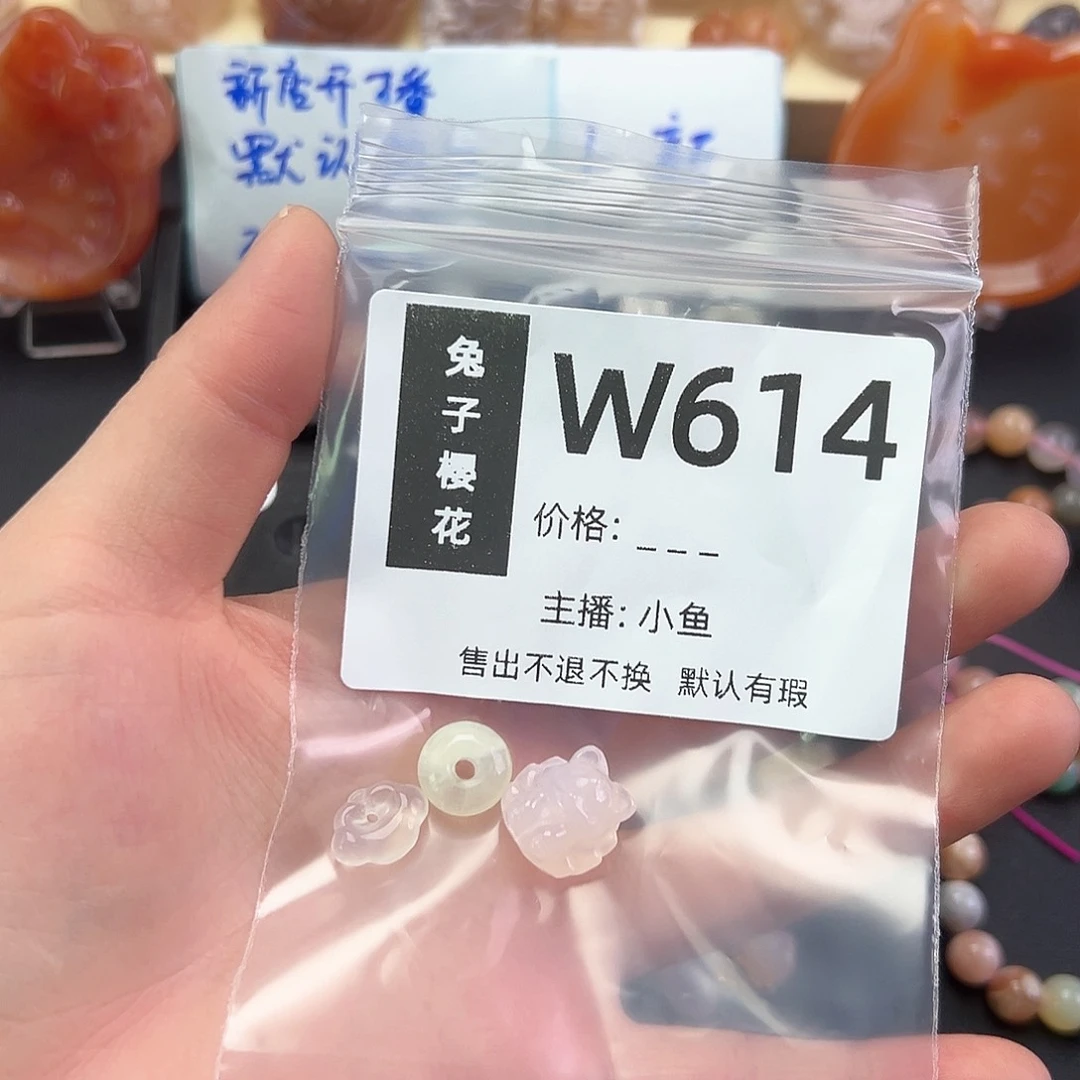 新店开播
默认
新
兔子樱花
W614
价格: _ _ _
主播: 小鱼
售出不退不换 默认有瑕